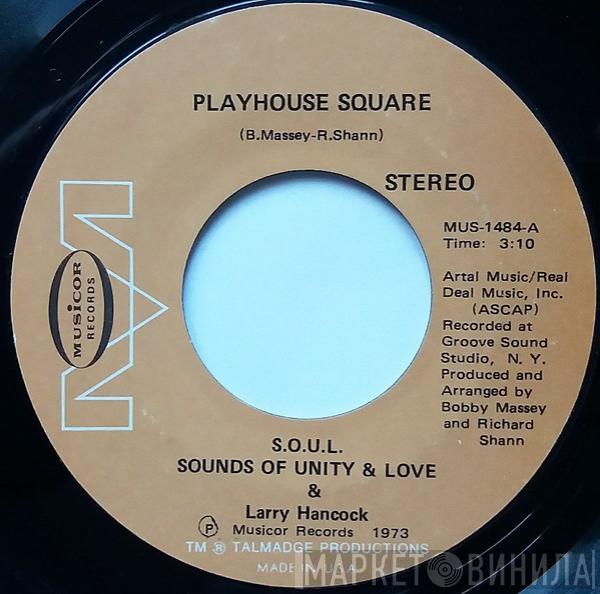 PLAYHOUSE SQUARE
(B.Massey-R.Shann)
STEREO
MUS-1484-A
Time: 3:10
MUSICOR
RECORDS
Artal Music/Real
Deal Music, Inc.
(ASCAP)
Recorded at
Groove Sound
Studio, N. Y.
Produced and
Arranged by
Bobby Massey
and Richard
Shann
S.O.U.L.
SOUNDS OF UNITY & LOVE
&
Larry Hancock
℗ Musicor Records 1973
TM ® TALMADGE PRODUCTIONS
MADE IN U.S.A.
МАРКЕТ ВИНИЛА